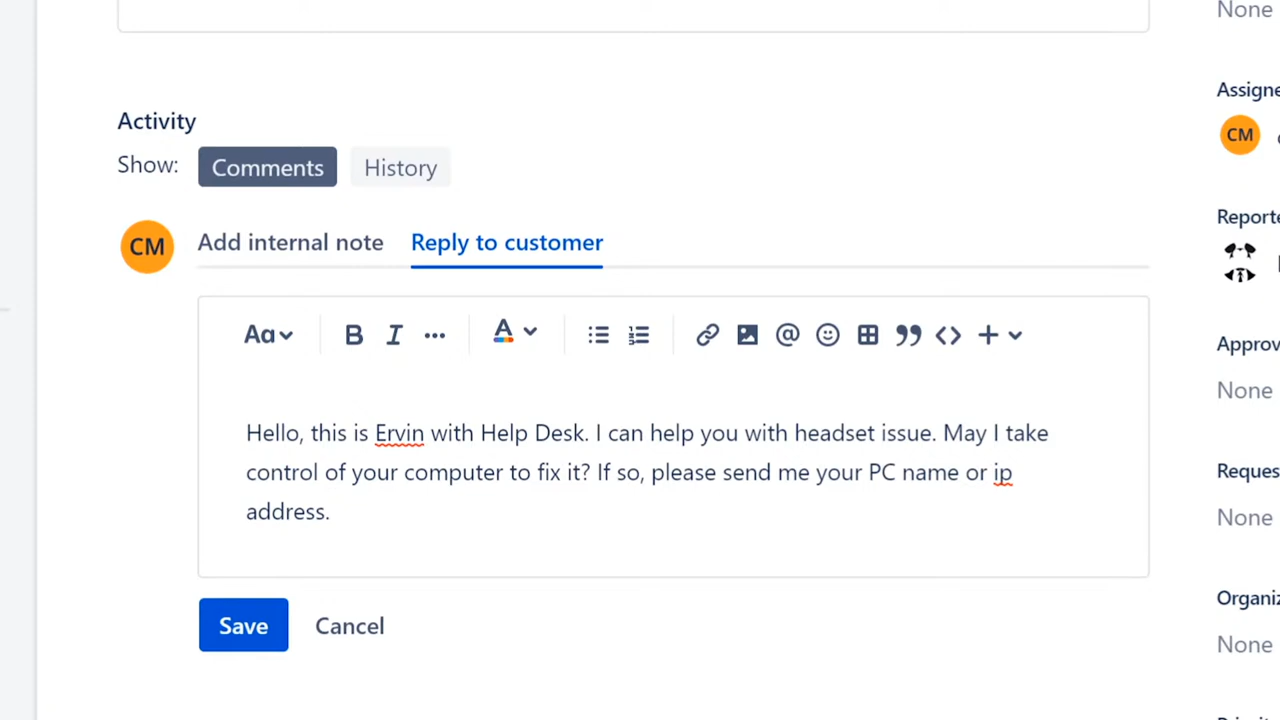 None
Activity
Assigne
Show: Comments History
CM
CM Add internal note Reply to customer
Reporte
Aa B I ... A
Approv
None
Hello, this is Ervin with Help Desk. I can help you with headset issue. May I take
control of your computer to fix it? If so, please send me your PC name or ip
address.
Reques
None
Organiz
None
Save Cancel